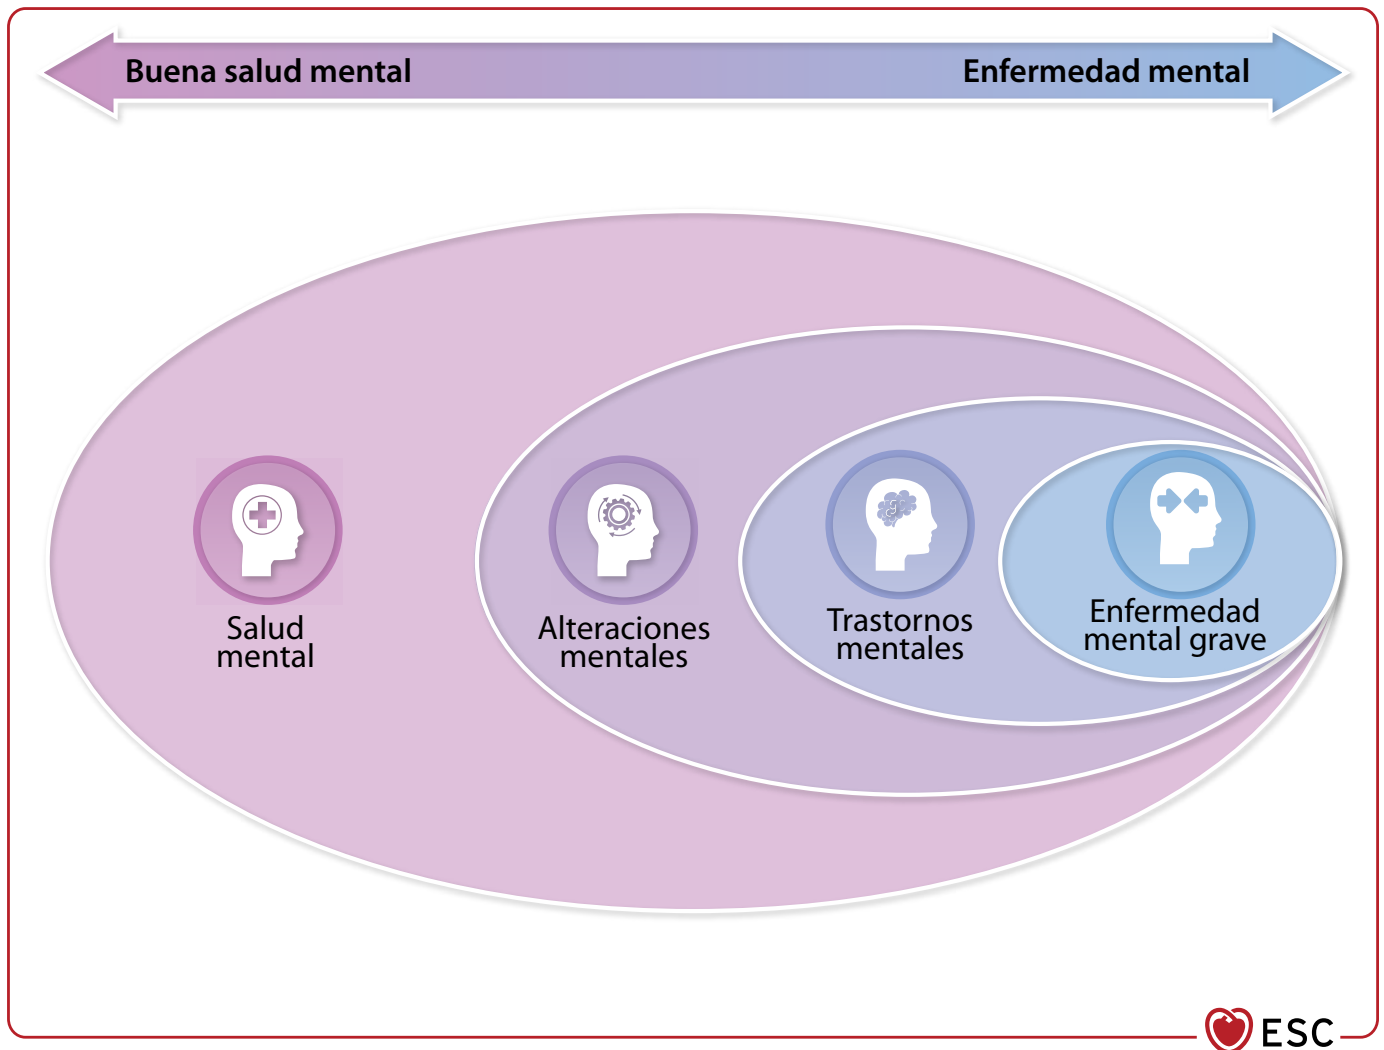 Buena salud mental
Enfermedad mental
Salud
mental
Alteraciones
mentales
Trastornos
mentales
Enfermedad
mental grave
ESC